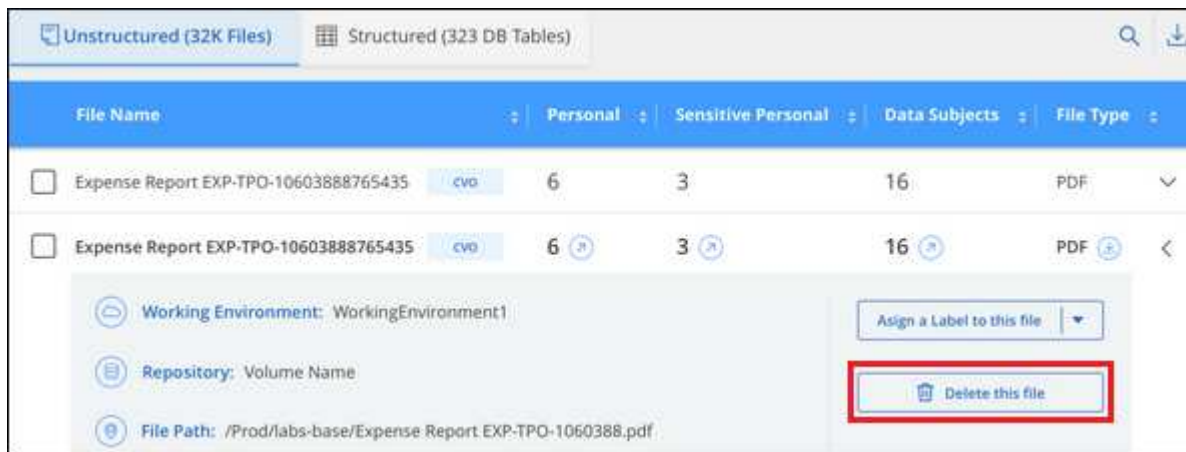 Unstructured (32K Files) Structured (323 DB Tables)
File Name Personal Sensitive Personal Data Subjects File Type
Expense Report EXP-TPO-10603888765435 CVO 6 3 16 PDF
Expense Report EXP-TPO-10603888765435 CVO 6 3 16 PDF
Working Environment: WorkingEnvironment1
Asign a Label to this file
Repository: Volume Name
Delete this file
File Path: /Prod/labs-base/Expense Report EXP-TPO-1060388.pdf